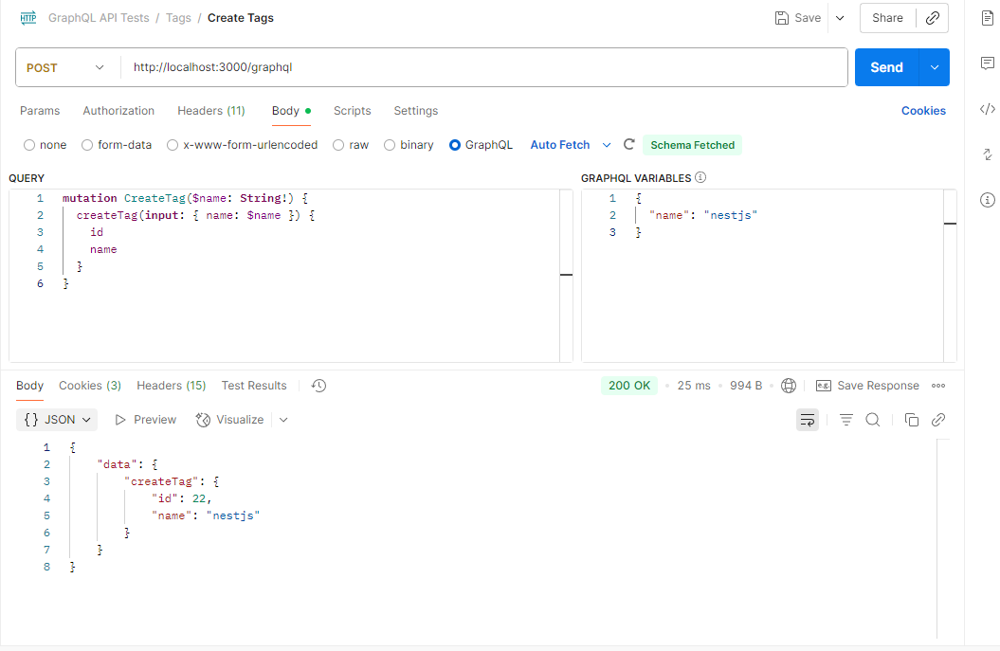 HTTP GraphQL API Tests / Tags / Create Tags Save Share
POST http://localhost:3000/graphql Send
Params Authorization Headers (11) Body Scripts Settings Cookies
none form-data x-www-form-urlencoded raw binary GraphQL Auto Fetch Schema Fetched
QUERY
1 mutation CreateTag($name: String!) {
2 createTag(input: { name: $name }) {
3 id
4 name
5 }
6 }
GRAPHQL VARIABLES
1 {
2 "name": "nestjs"
3 }
Body Cookies (3) Headers (15) Test Results 200 OK 25 ms 994 B e.g. Save Response
{} JSON Preview Visualize
1 {
2 "data": {
3 "createTag": {
4 "id": 22,
5 "name": "nestjs"
6 }
7 }
8 }